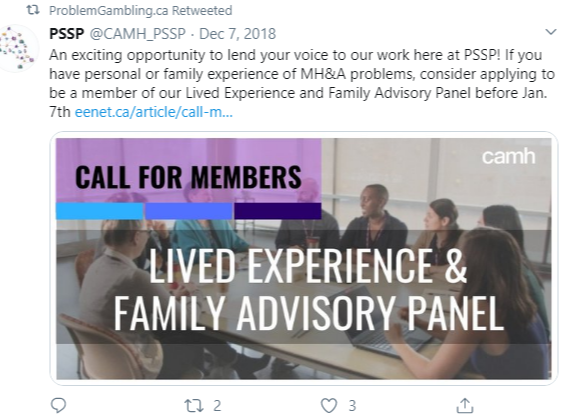 ProblemGambling.ca Retweeted
PSSP @CAMH_PSSP · Dec 7, 2018
An exciting opportunity to lend your voice to our work here at PSSP! If you
have personal or family experience of MH&A problems, consider applying to
be a member of our Lived Experience and Family Advisory Panel before Jan.
7th eenet.ca/article/call-m...
camh
CALL FOR MEMBERS
LIVED EXPERIENCE &
FAMILY ADVISORY PANEL
2
3